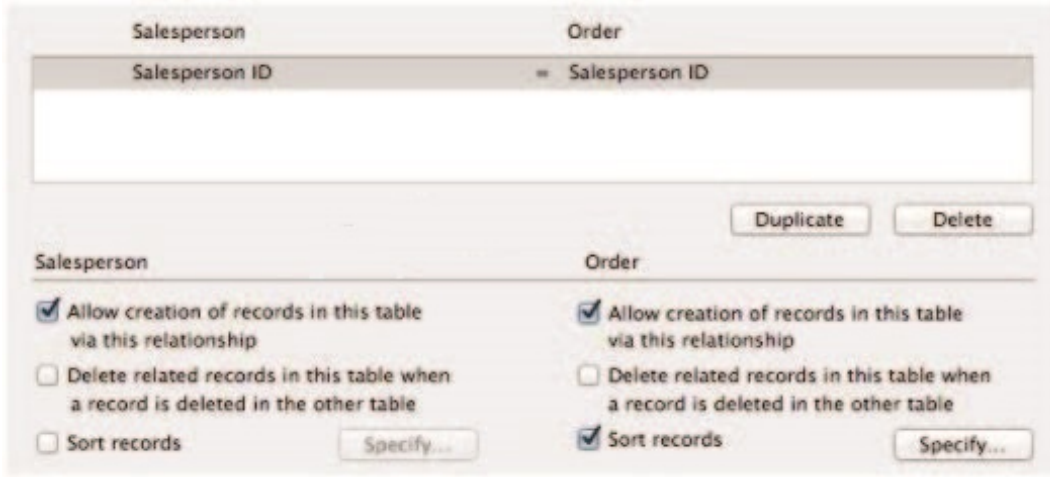 Salesperson Order
Salesperson ID = Salesperson ID
Duplicate Delete
Salesperson Order
Allow creation of records in this table
via this relationship
Delete related records in this table when
a record is deleted in the other table
Sort records Specify...
Allow creation of records in this table
via this relationship
Delete related records in this table when
a record is deleted in the other table
Sort records Specify...